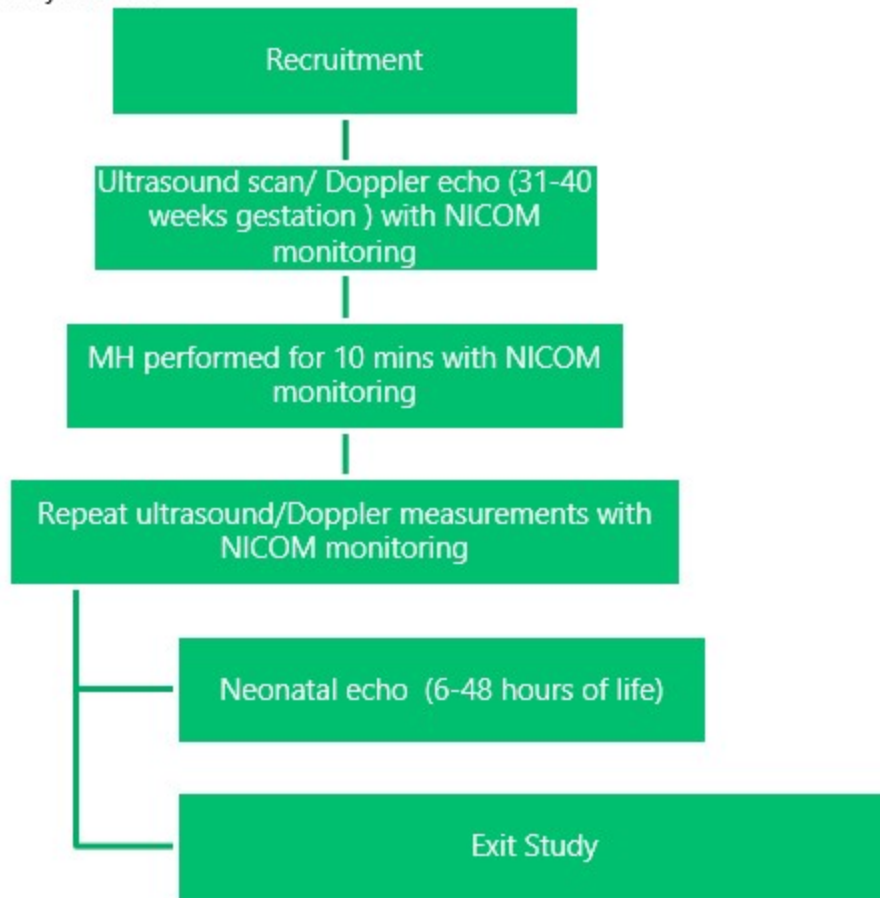 Recruitment
Ultrasound scan/ Doppler echo (31-40
weeks gestation ) with NICOM
monitoring
MH performed for 10 mins with NICOM
monitoring
Repeat ultrasound/Doppler measurements with
NICOM monitoring
Neonatal echo (6-48 hours of life)
Exit Study